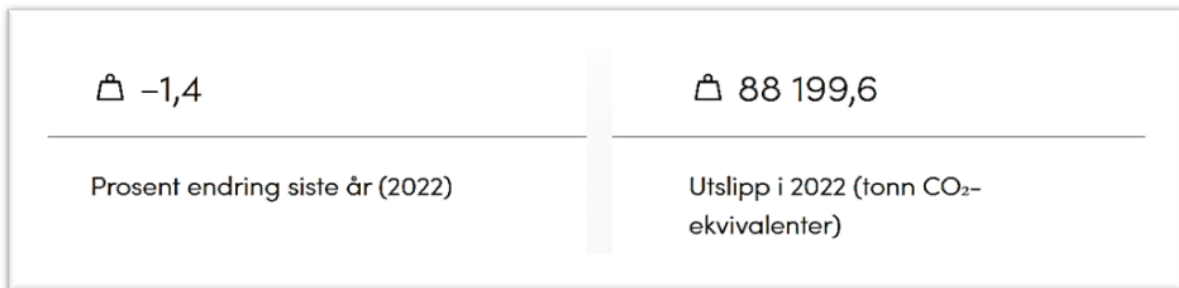 –1,4
Prosent endring siste år (2022)
88 199,6
Utslipp i 2022 (tonn CO₂-
ekvivalenter)